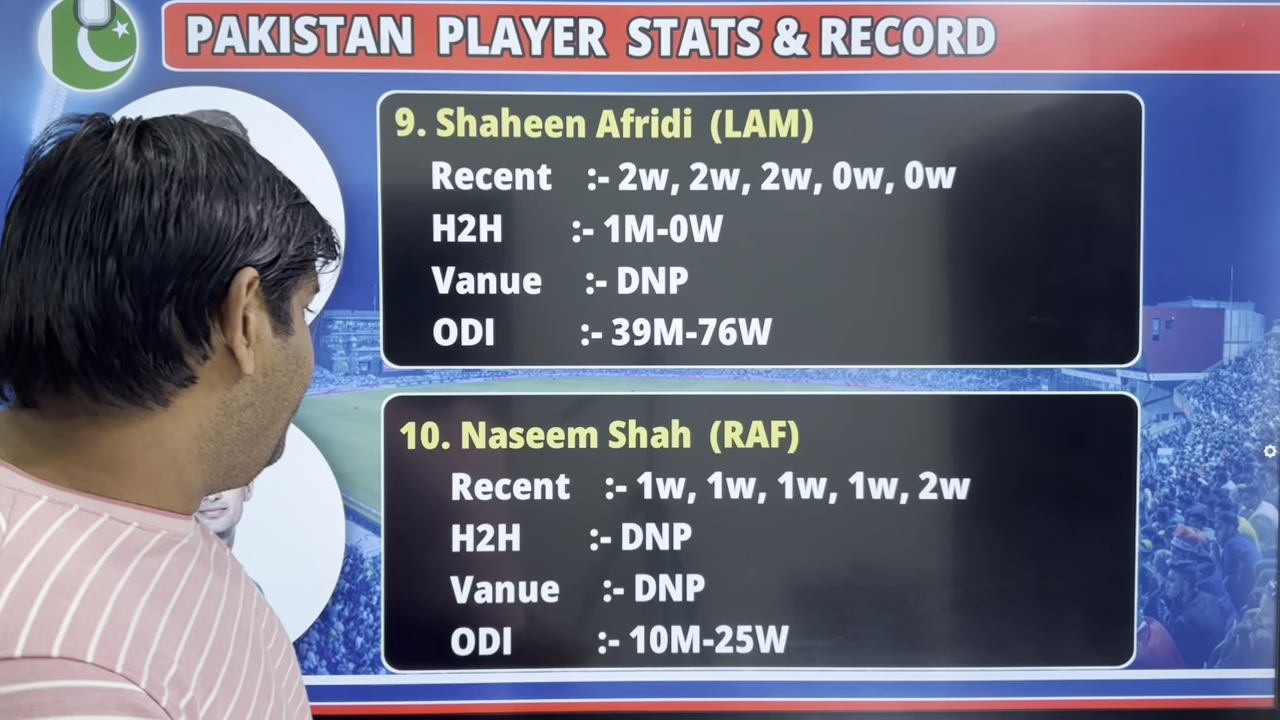 PAKISTAN PLAYER STATS & RECORD
9. Shaheen Afridi (LAM)
Recent :- 2w, 2w, 2w, 0w, 0w
H2H :- 1M-0W
Vanue :- DNP
ODI :- 39M-76W
10. Naseem Shah (RAF)
Recent :- 1w, 1w, 1w, 1w, 2w
H2H :- DNP
Vanue :- DNP
ODI :- 10M-25W